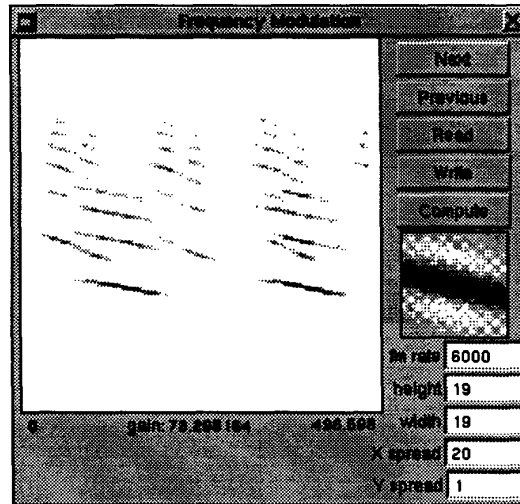 Frequency Modulation
Next
Previous
Read
Write
Compute
fm rate 6000
height 19
width 19
X spread 20
Y spread 1
0. gain: 73.298164 496.508